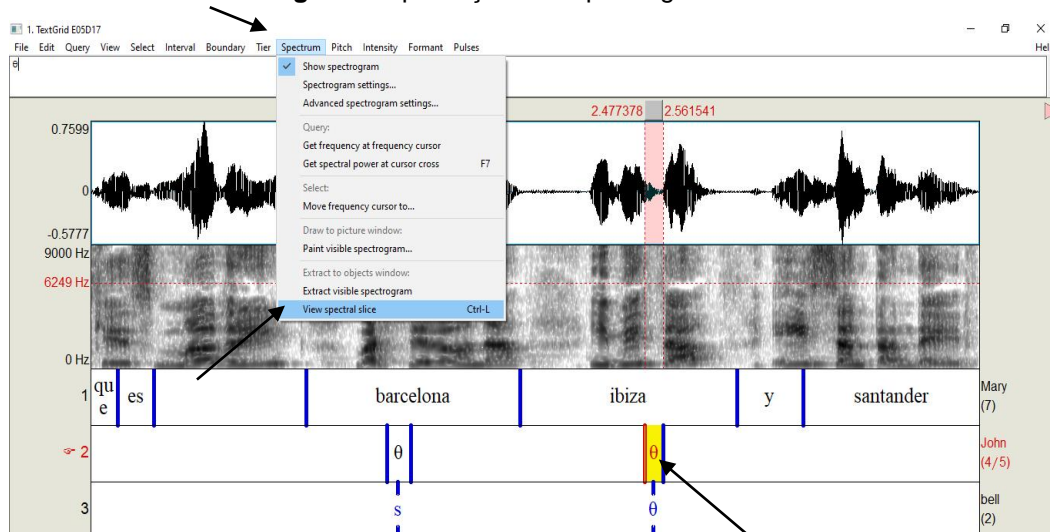 1. TextGrid E05D17
File Edit Query View Select Interval Boundary Tier Spectrum Pitch Intensity Formant Pulses Hel
θ
Show spectrogram
Spectrogram settings...
Advanced spectrogram settings...
Query:
Get frequency at frequency cursor
Get spectral power at cursor cross F7
Select:
Move frequency cursor to...
Draw to picture window:
Paint visible spectrogram...
Extract to objects window:
Extract visible spectrogram
View spectral slice Ctrl-L
2.477378 2.561541
0.7599
0
-0.5777
9000 Hz
6249 Hz
0 Hz
1 qu
e es barcelona ibiza y santander Mary
(7)
☞ 2 θ θ John
(4/5)
3 s θ bell
(2)